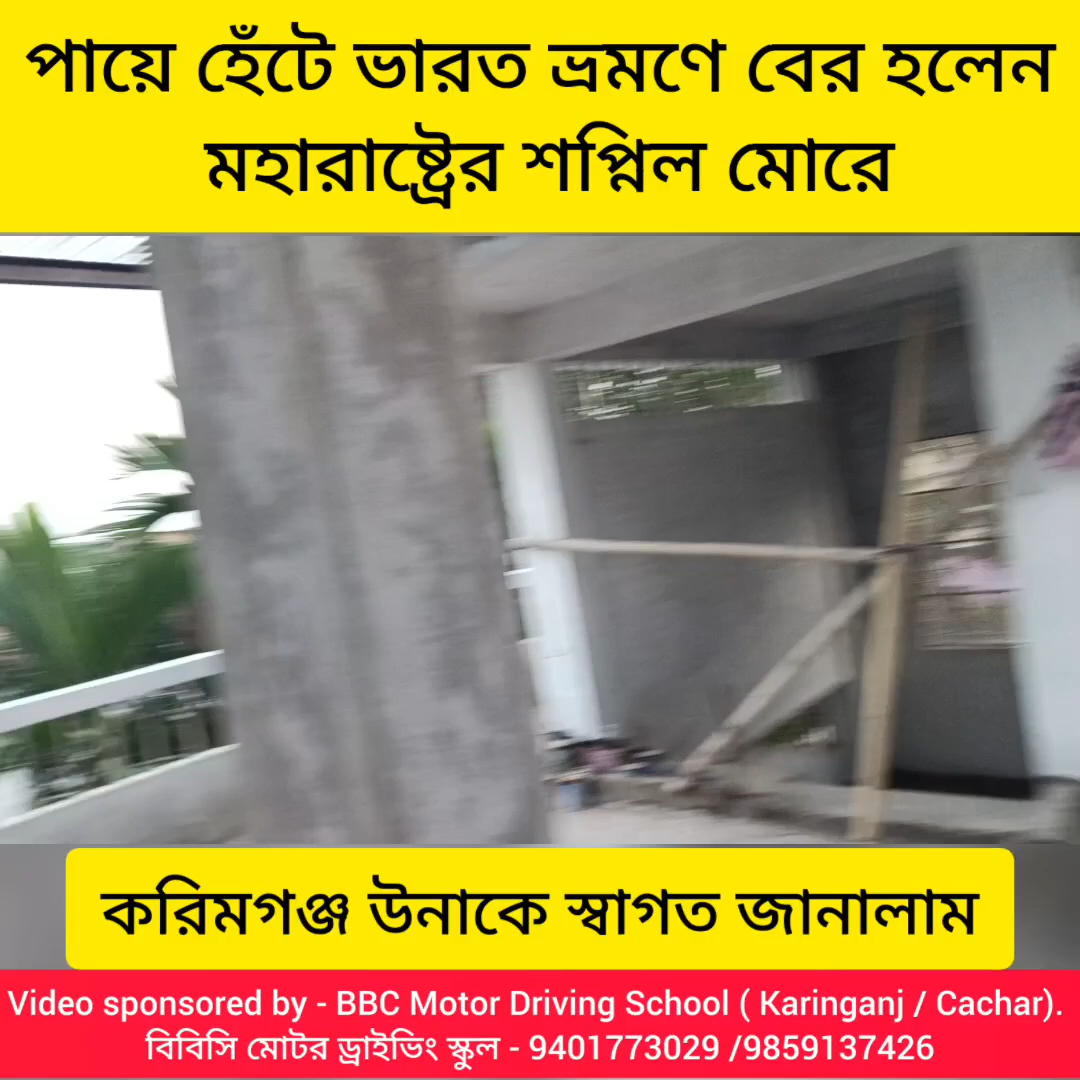 পায়ে হেঁটে ভারত ভ্রমণে বের হলেন
মহারাষ্ট্রের শপ্নিল মোরে
করিমগঞ্জ উনাকে স্বাগত জানালাম
Video sponsored by - BBC Motor Driving School ( Karinganj / Cachar).
বিবিসি মোটর ড্রাইভিং স্কুল - 9401773029 /9859137426